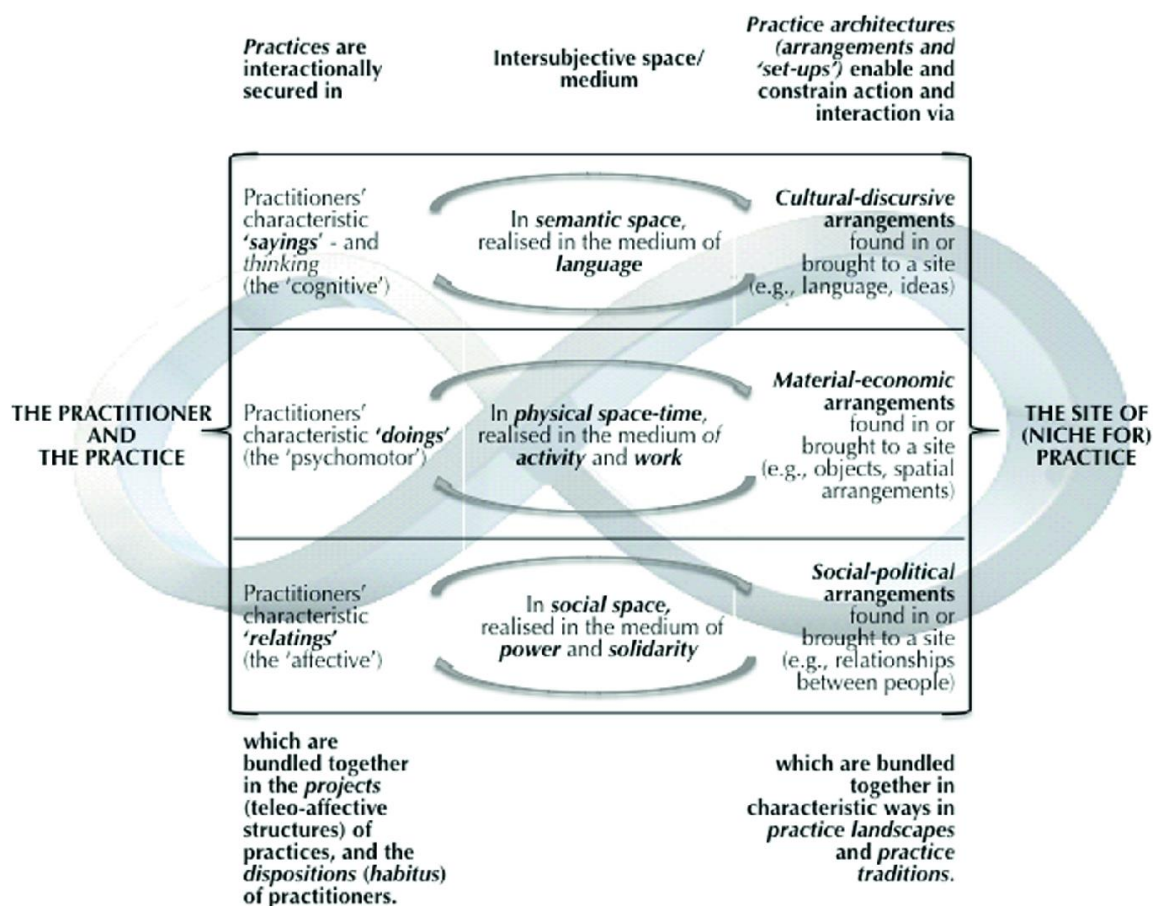 Practices are
interactionally
secured in
Intersubjective space/
medium
Practice architectures
(arrangements and
‘set-ups’) enable and
constrain action and
interaction via
Practitioners’
characteristic
‘sayings’ - and
thinking
(the ‘cognitive’)
In semantic space,
realised in the medium of
language
Cultural-discursive
arrangements
found in or
brought to a site
(e.g., language, ideas)
THE PRACTITIONER
AND
THE PRACTICE
Practitioners’
characteristic ‘doings’
(the ‘psychomotor’)
In physical space-time,
realised in the medium of
activity and work
Material-economic
arrangements
found in or
brought to a site
(e.g., objects, spatial
arrangements)
THE SITE OF
(NICHE FOR)
PRACTICE
Practitioners’
characteristic
‘relatings’
(the ‘affective’)
In social space,
realised in the medium of
power and solidarity
Social-political
arrangements
found in or
brought to a site
(e.g., relationships
between people)
which are
bundled together
in the projects
(teleo-affective
structures) of
practices, and the
dispositions (habitus)
of practitioners.
which are bundled
together in
characteristic ways in
practice landscapes
and practice
traditions.